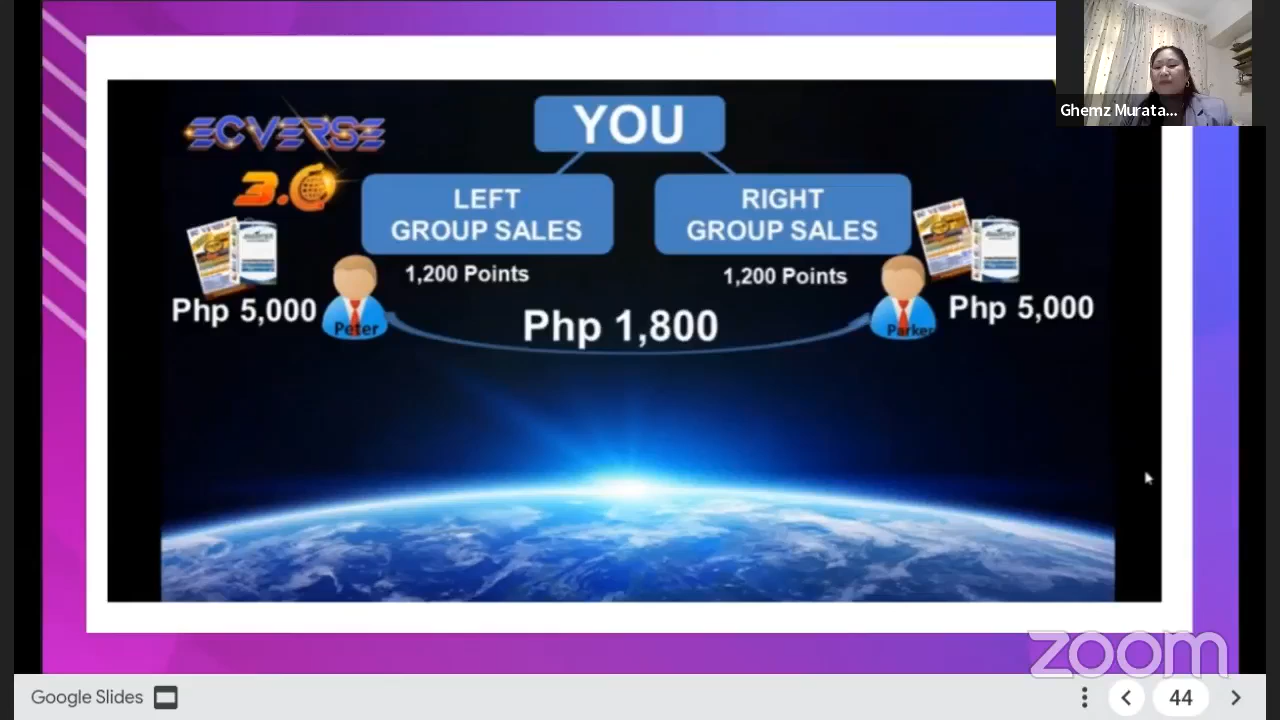 Ghemz Murata...
ECVERSE
3.0
YOU
LEFT
GROUP SALES
RIGHT
GROUP SALES
1,200 Points
1,200 Points
Php 5,000
Peter
Php 1,800
Parker
Php 5,000
zoom
Google Slides
44